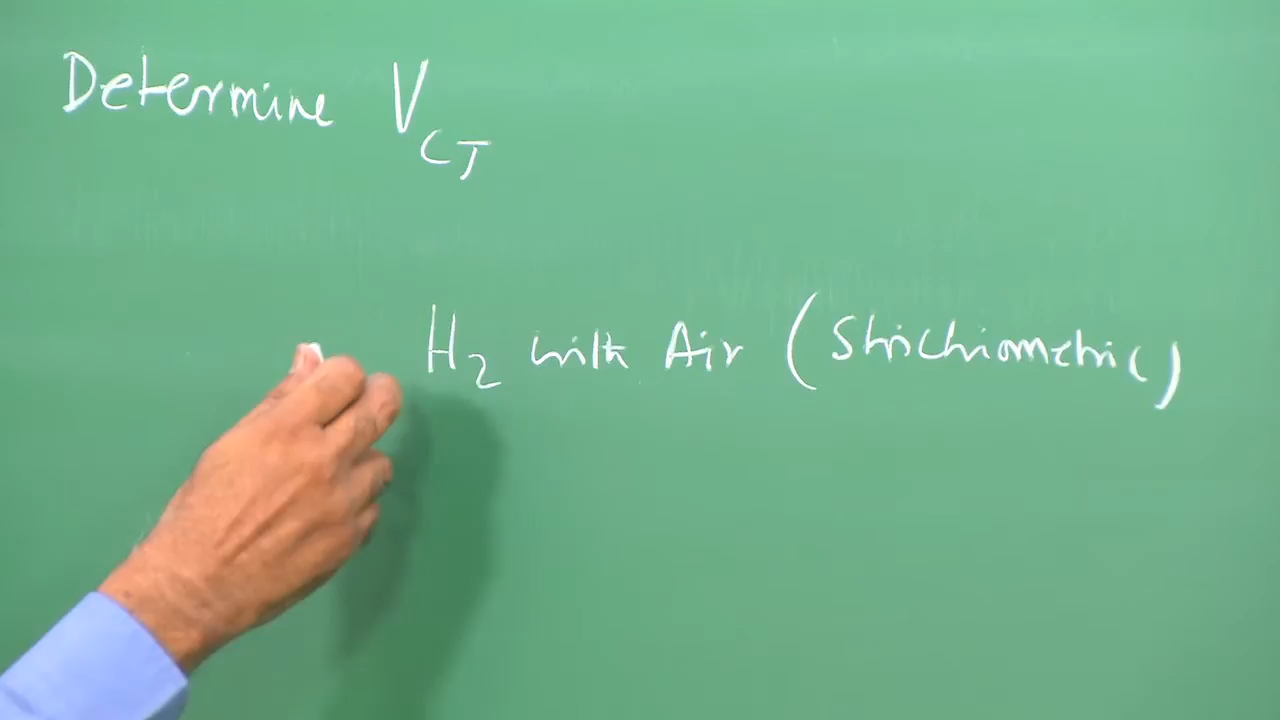 Determine V_CJ
H₂ with Air (Stoichiometric)